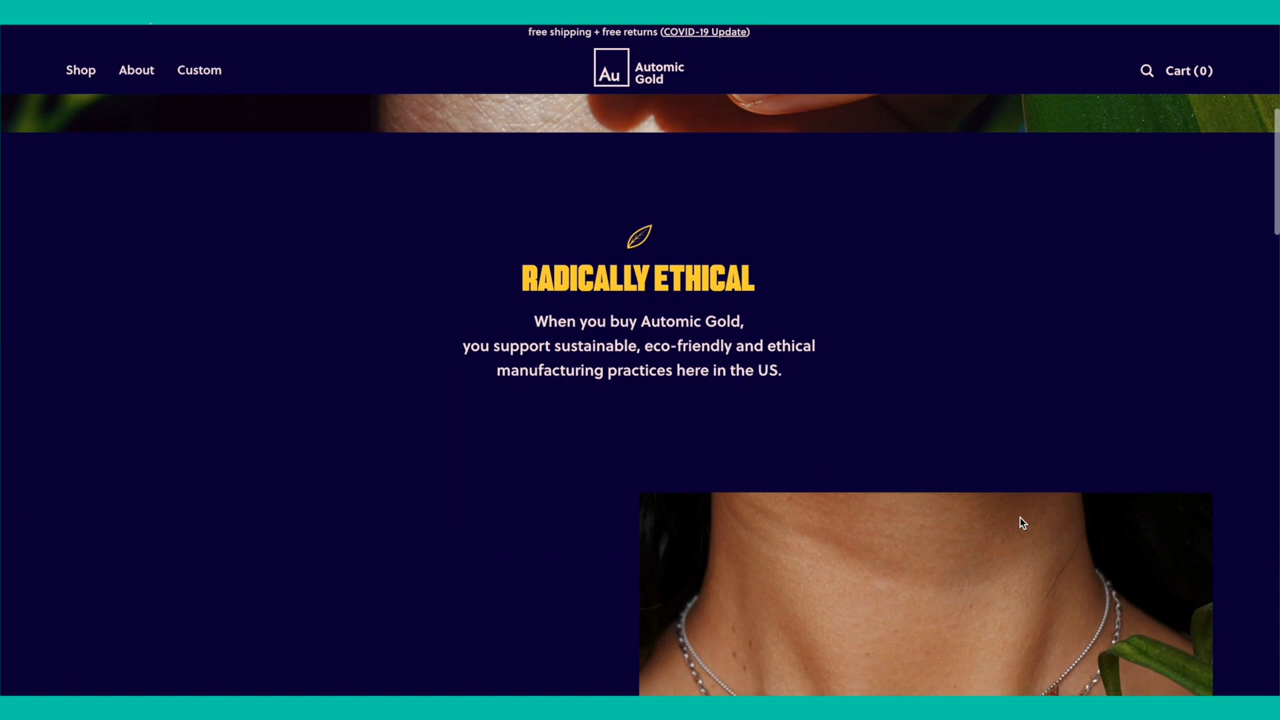 free shipping + free returns (COVID-19 Update)
Shop About Custom
Au Automic
Gold
Cart (0)
RADICALLY ETHICAL
When you buy Automic Gold,
you support sustainable, eco-friendly and ethical
manufacturing practices here in the US.